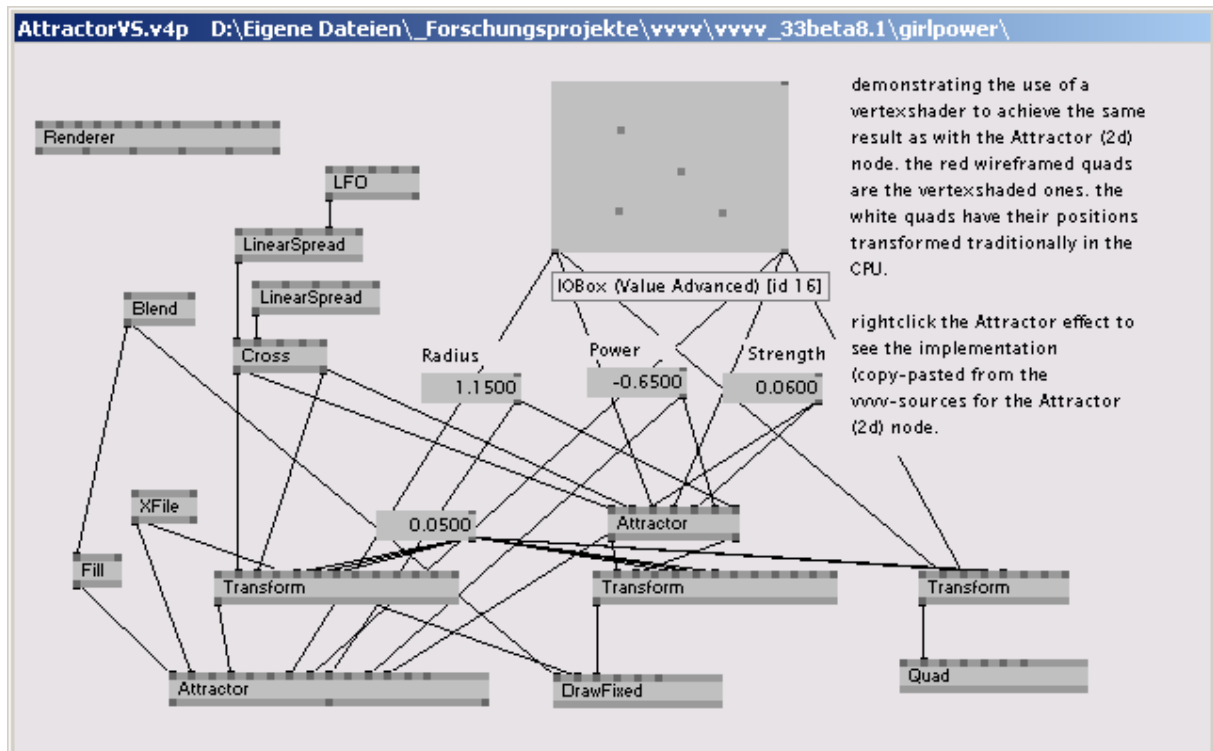 AttractorVS.v4p D:\Eigene Dateien\_Forschungsprojekte\vvvv\vvvv_33beta8.1\girlpower\
demonstrating the use of a
vertexshader to achieve the same
result as with the Attractor (2d)
node. the red wireframed quads
are the vertexshaded ones. the
white quads have their positions
transformed traditionally in the
CPU.
Renderer
LFO
LinearSpread
IOBox (Value Advanced) [id 16]
LinearSpread
Blend
rightclick the Attractor effect to
see the implementation
(copy-pasted from the
vvvv-sources for the Attractor
(2d) node.
Cross
Radius
Power
Strength
1.1500
-0.6500
0.0600
XFile
0.0500
Attractor
Fill
Transform
Transform
Transform
Attractor
DrawFixed
Quad